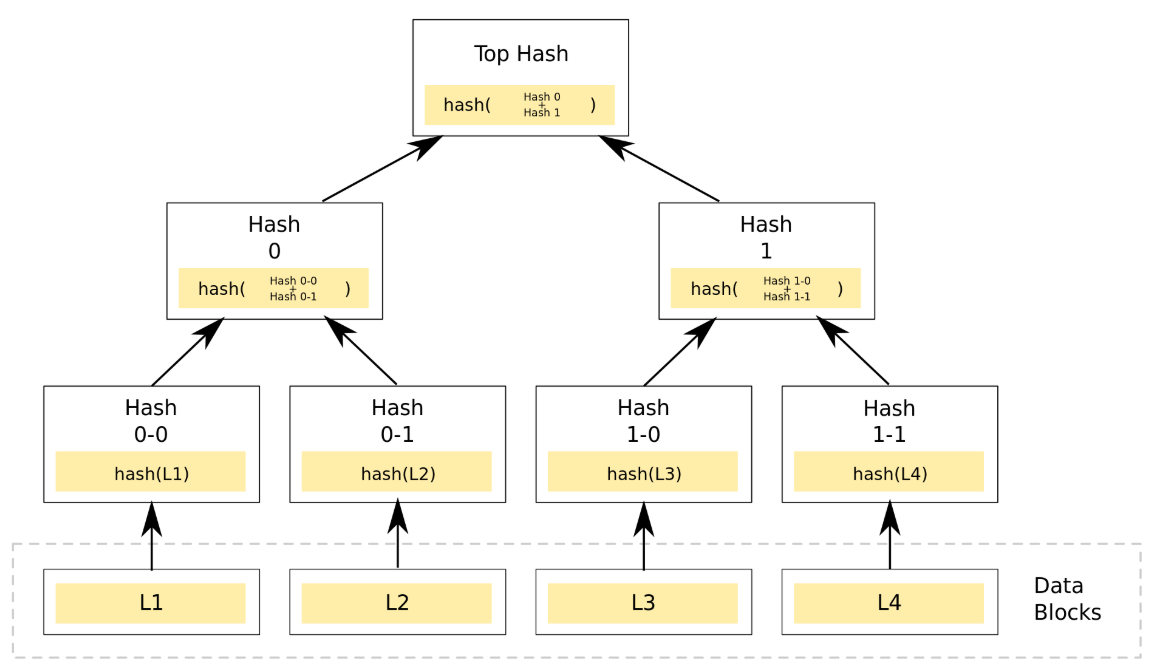 Top Hash
hash( Hash 0 + Hash 1 )
Hash
0
hash( Hash 0-0 + Hash 0-1 )
Hash
1
hash( Hash 1-0 + Hash 1-1 )
Hash
0-0
hash(L1)
Hash
0-1
hash(L2)
Hash
1-0
hash(L3)
Hash
1-1
hash(L4)
L1
L2
L3
L4
Data
Blocks